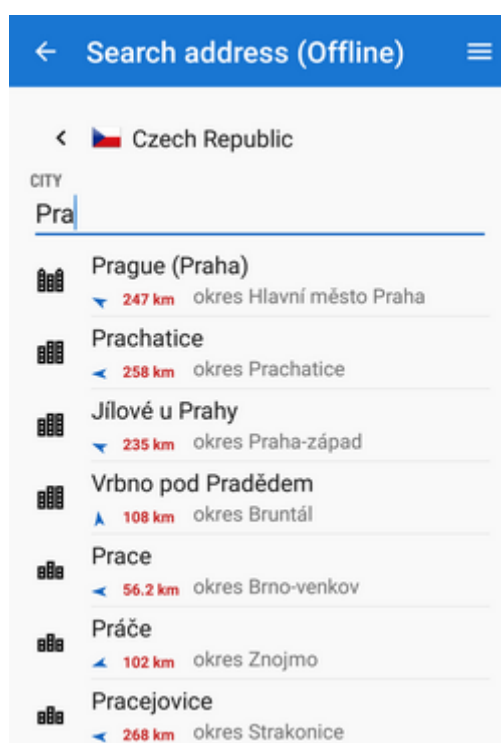 Search address (Offline)
Czech Republic
CITY
Pra
Prague (Praha)
247 km okres Hlavní město Praha
Prachatice
258 km okres Prachatice
Jílové u Prahy
235 km okres Praha-západ
Vrbno pod Pradědem
108 km okres Bruntál
Prace
56.2 km okres Brno-venkov
Práče
102 km okres Znojmo
Pracejovice
268 km okres Strakonice